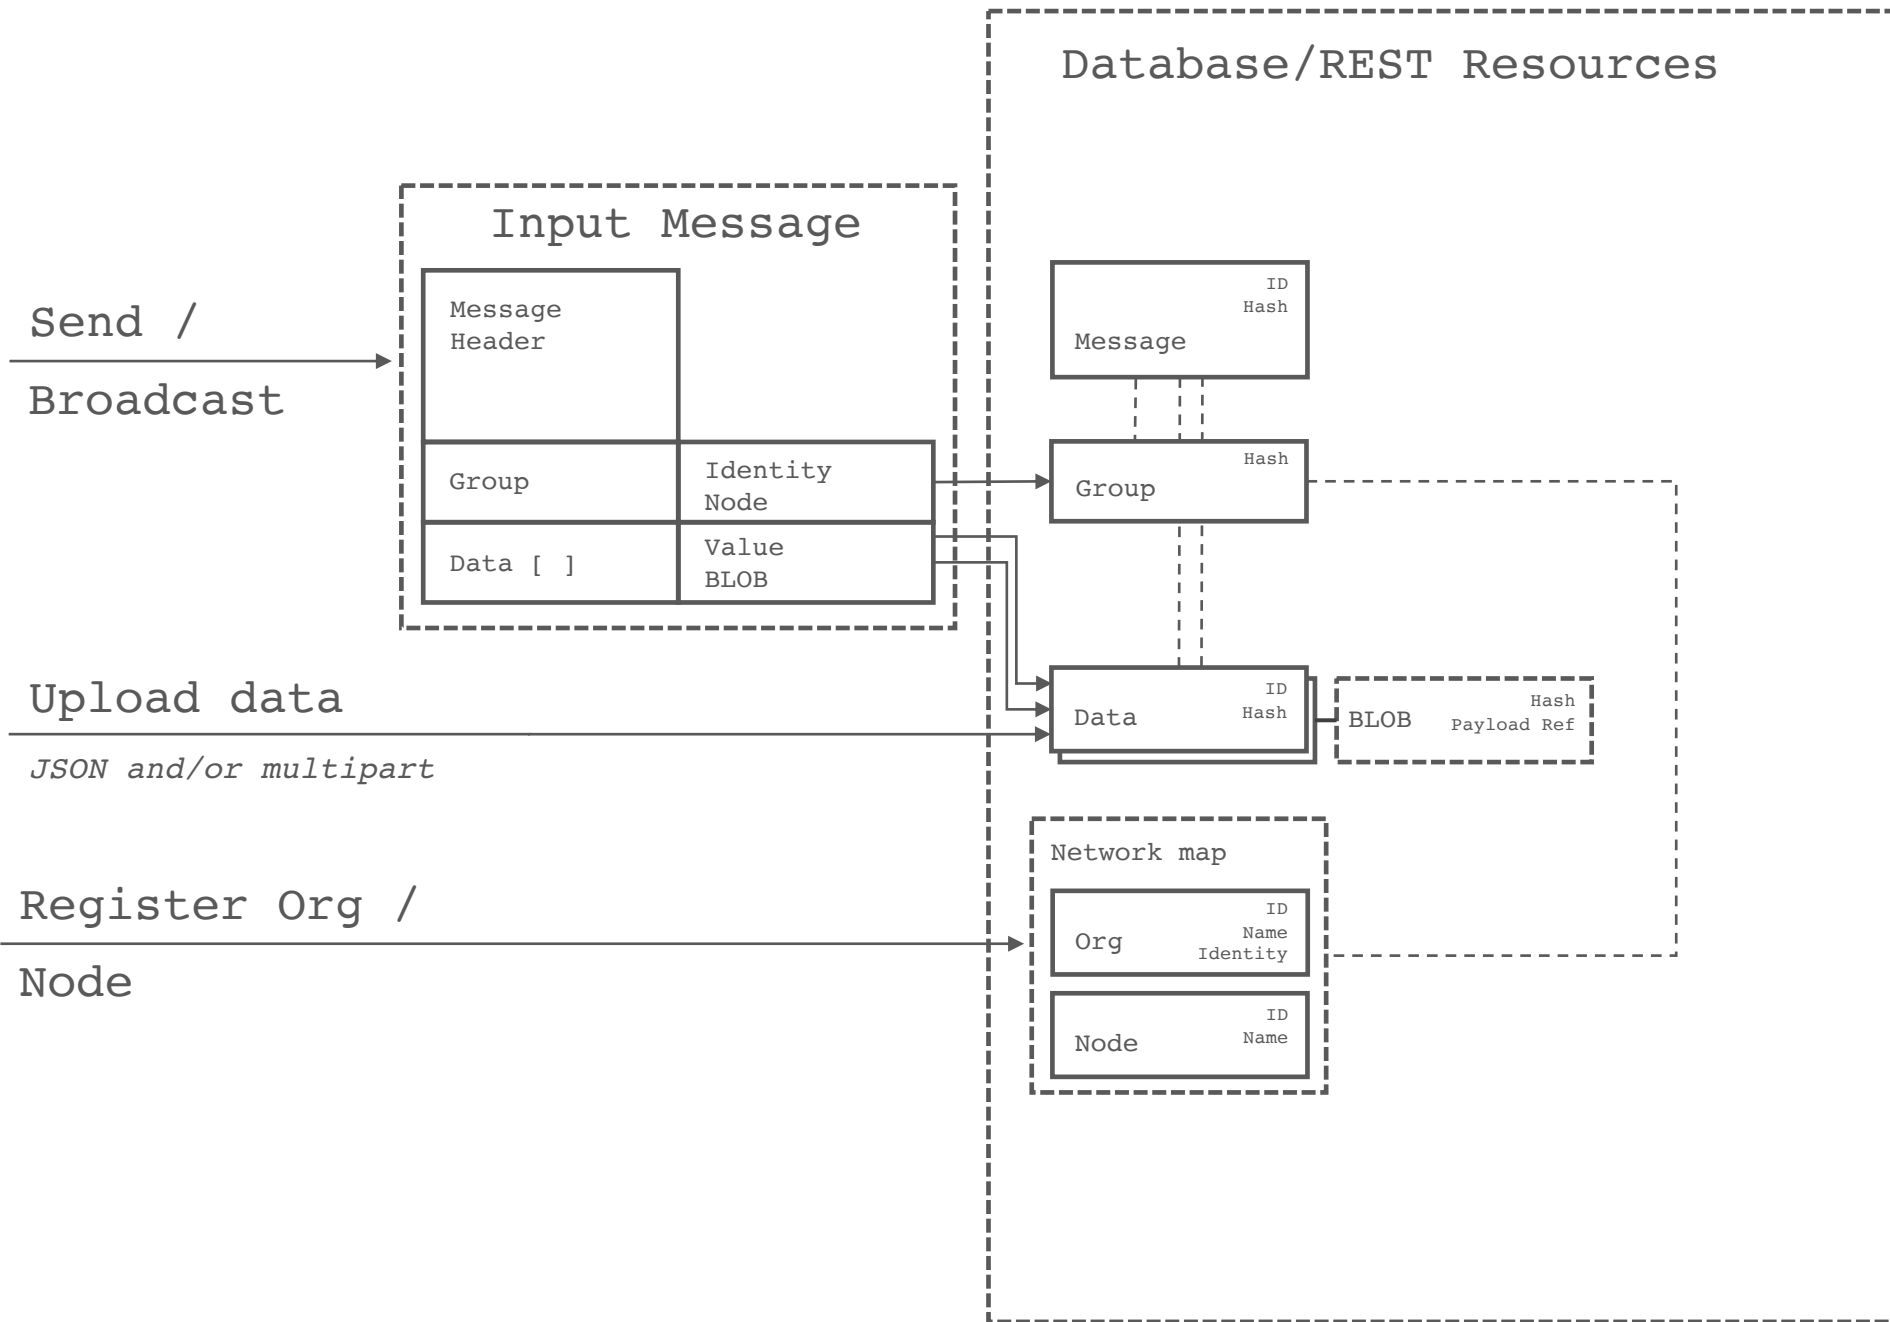 Database/REST Resources
Input Message
Send /
Broadcast
Message
Header
Group
Identity
Node
Data [ ]
Value
BLOB
ID
Hash
Message
Hash
Group
Upload data
JSON and/or multipart
ID
Hash
Data
BLOB
Hash
Payload Ref
Register Org /
Node
Network map
ID
Name
Identity
Org
ID
Name
Node